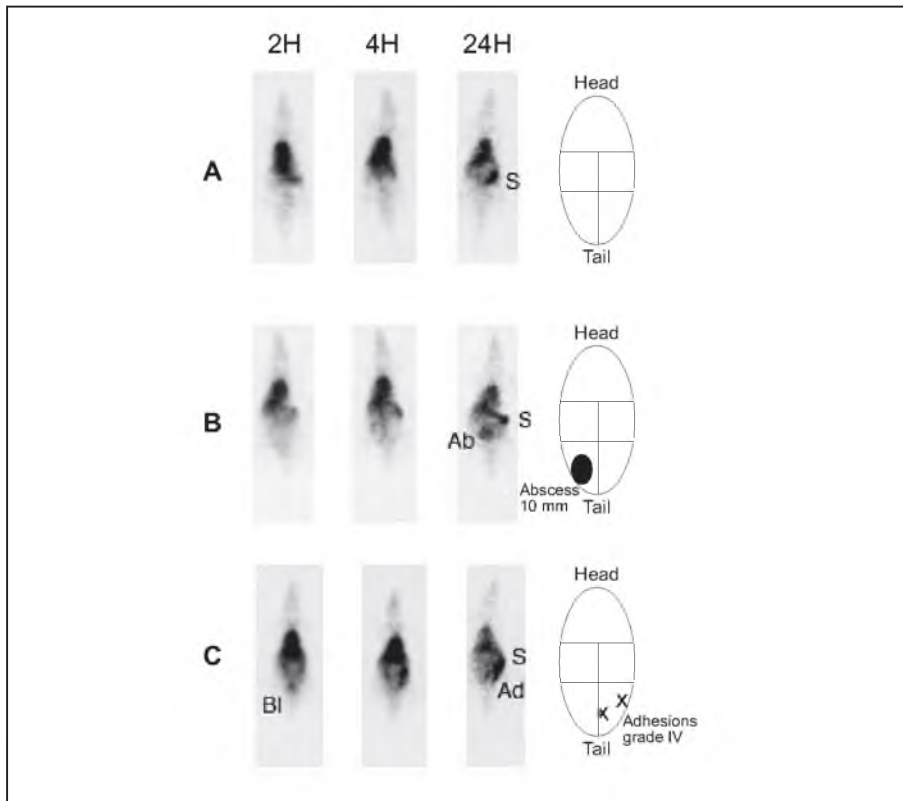 2H 4H 24H
Head
A
S
Tail
Head
B
S
Ab
Abscess
10 mm
Tail
Head
C
S
Ad
Bl
Adhesions
grade IV
Tail